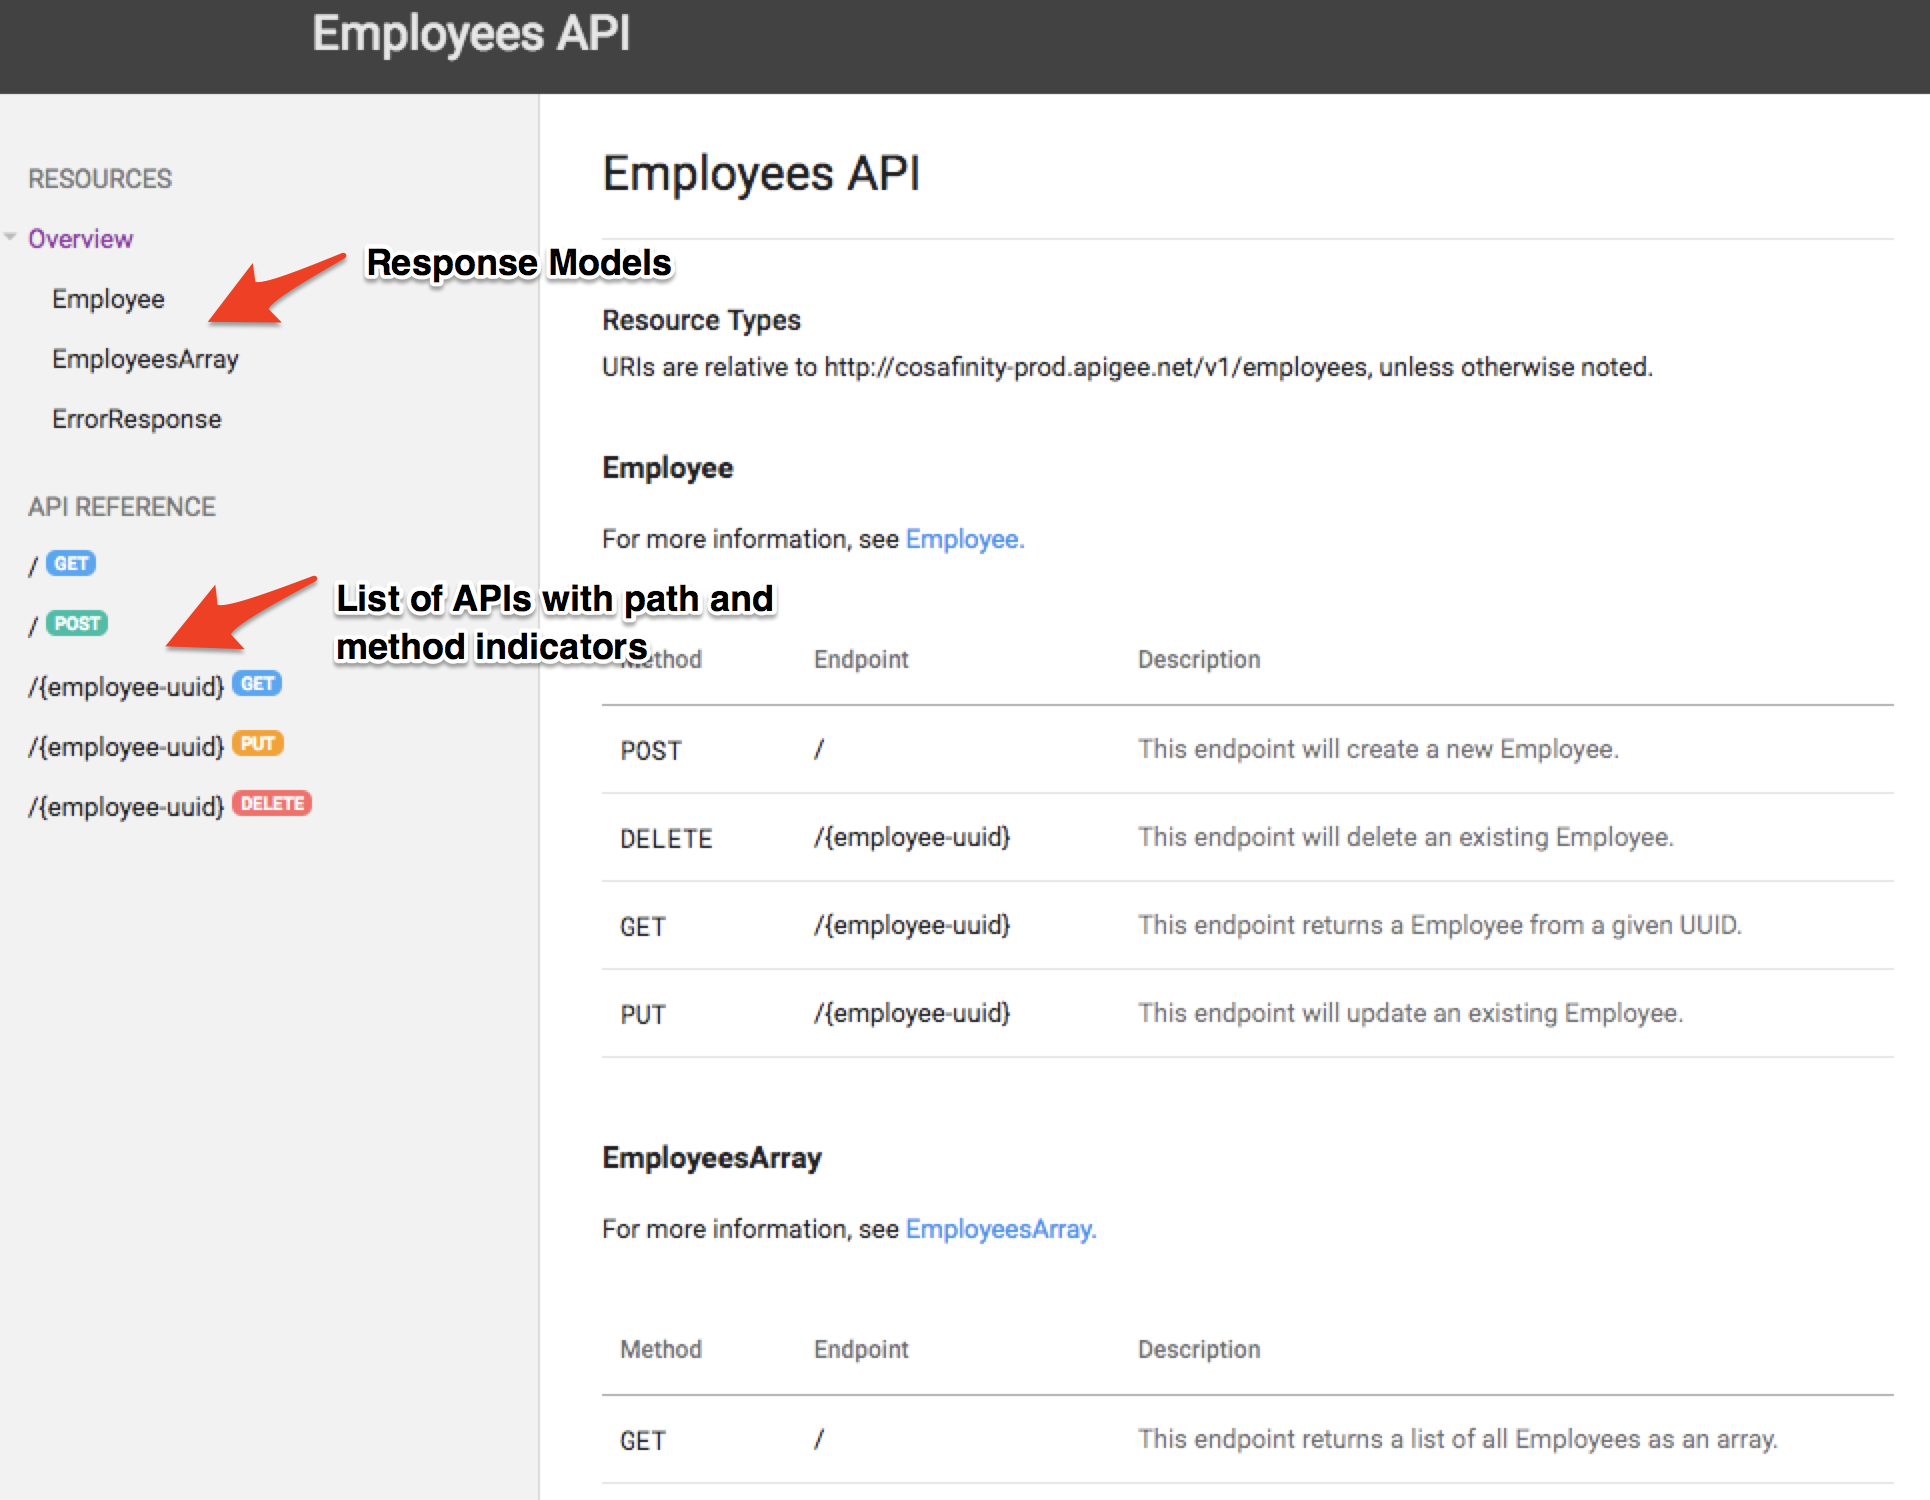 Employees API
RESOURCES
Overview
Employee
EmployeesArray
ErrorResponse
API REFERENCE
/ GET
/ POST
/{employee-uuid} GET
/{employee-uuid} PUT
/{employee-uuid} DELETE
Response Models
List of APIs with path and
method indicators
Employees API
Resource Types
URIs are relative to http://cosafinity-prod.apigee.net/v1/employees, unless otherwise noted.
Employee
For more information, see Employee.
Method Endpoint Description
POST / This endpoint will create a new Employee.
DELETE /{employee-uuid} This endpoint will delete an existing Employee.
GET /{employee-uuid} This endpoint returns a Employee from a given UUID.
PUT /{employee-uuid} This endpoint will update an existing Employee.
EmployeesArray
For more information, see EmployeesArray.
Method Endpoint Description
GET / This endpoint returns a list of all Employees as an array.